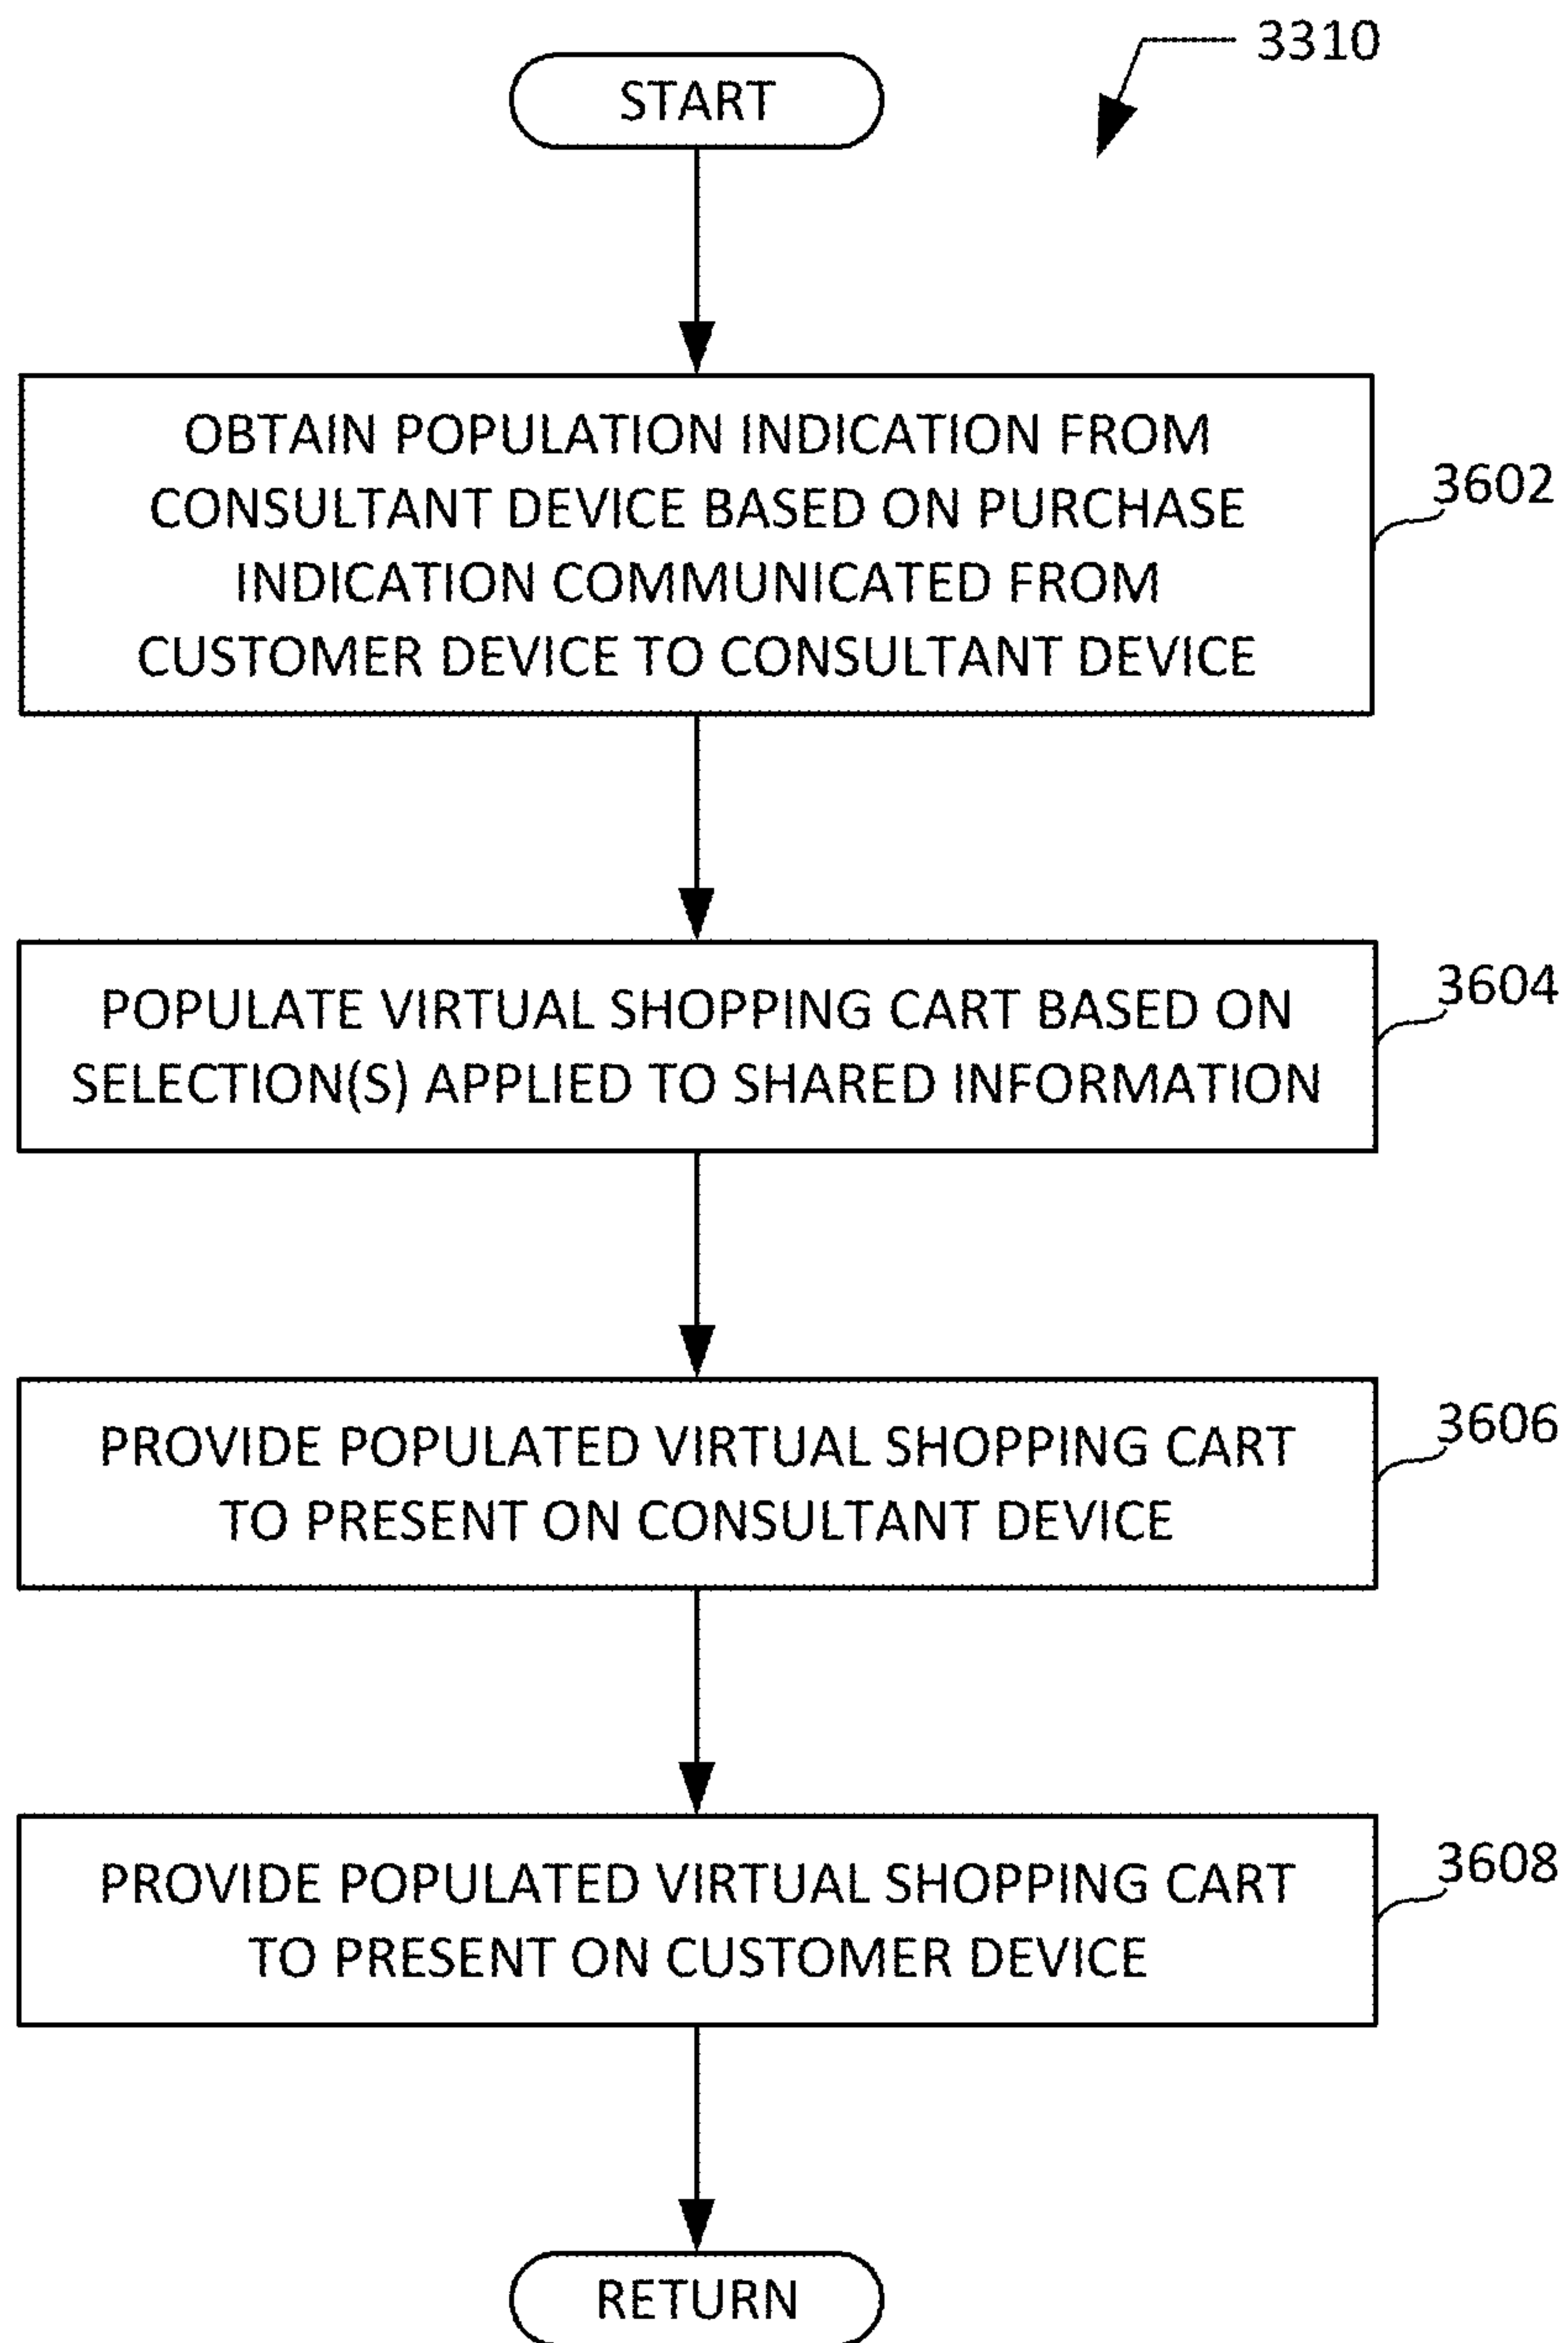 3310
START
OBTAIN POPULATION INDICATION FROM
CONSULTANT DEVICE BASED ON PURCHASE
INDICATION COMMUNICATED FROM
CUSTOMER DEVICE TO CONSULTANT DEVICE
3602
POPULATE VIRTUAL SHOPPING CART BASED ON
SELECTION(S) APPLIED TO SHARED INFORMATION
3604
PROVIDE POPULATED VIRTUAL SHOPPING CART
TO PRESENT ON CONSULTANT DEVICE
3606
PROVIDE POPULATED VIRTUAL SHOPPING CART
TO PRESENT ON CUSTOMER DEVICE
3608
RETURN